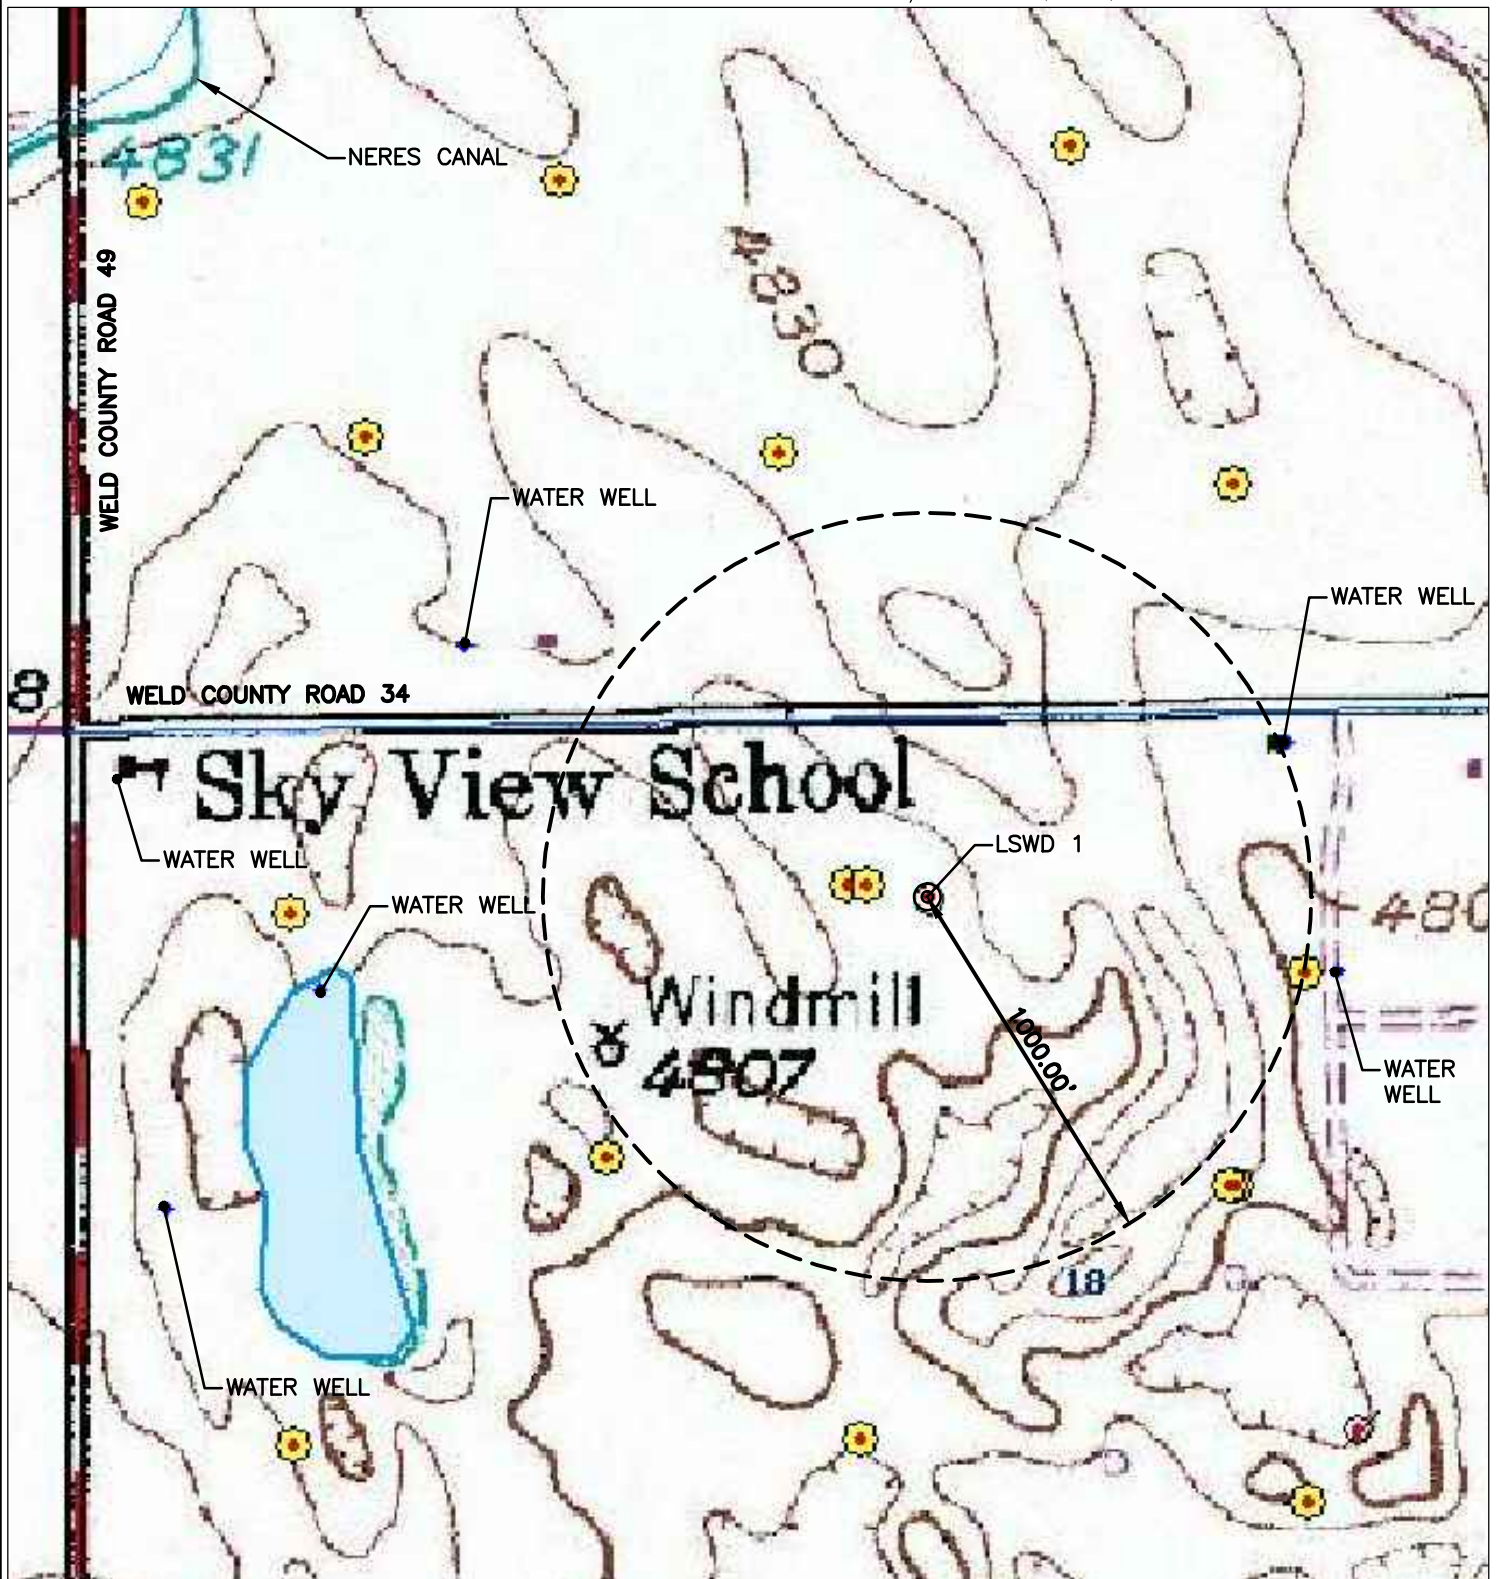 NERES CANAL
4831
WELD COUNTY ROAD 49
4830
WATER WELL
WATER WELL
8
WELD COUNTY ROAD 34
Sky View School
LSWD 1
WATER WELL
WATER WELL
480
Windmill
4807
1000.00'
WATER
WELL
18
WATER WELL